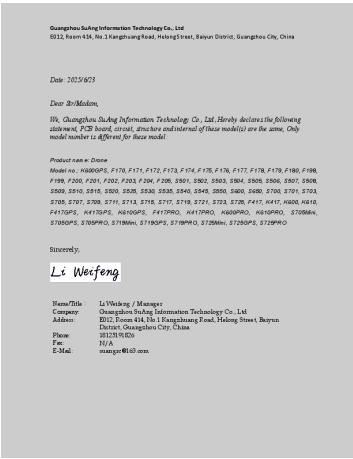 Guangzhou SuAng Information Technology Co., Ltd
E012, Room 414, No.1 Kangzhuang Road, Helong Street, Baiyun District, Guangzhou City, China
Date: 2025/6/23
Dear Sir/Madam,
We, Guangzhou SuAng Information Technology Co., Ltd ,Hereby declares the following
statement, PCB board, circuit, structure and internal of these model(s) are the same, Only
model number is different for these model.
Product name: Drone
Model no.: K600GPS, F170, F171, F172, F173, F174, F175, F176, F177, F178, F179, F180, F198,
F199, F200, F201, F202, F203, F204, F205, S501, S502, S503, S504, S505, S506, S507, S508,
S509, S510, S515, S520, S525, S530, S535, S540, S545, S550, S600, S650, S700, S701, S703,
S705, S707, S709, S711, S713, S715, S717, S719, S721, S723, S725, F417, K417, K600, K610,
F417GPS, K417GPS, K610GPS, F417PRO, K417PRO, K600PRO, K610PRO, S705Mini,
S705GPS, S705PRO, S719Mini, S719GPS, S719PRO, S725Mini, S725GPS, S725PRO
Sincerely,
Li Weifeng
Name/Title : Li Weifeng / Manager
Company: Guangzhou SuAng Information Technology Co., Ltd
Address: E012, Room 414, No.1 Kangzhuang Road, Helong Street, Baiyun
District, Guangzhou City, China
Phone: 18125191826
Fax: N/A
E-Mail: suangrc@163.com